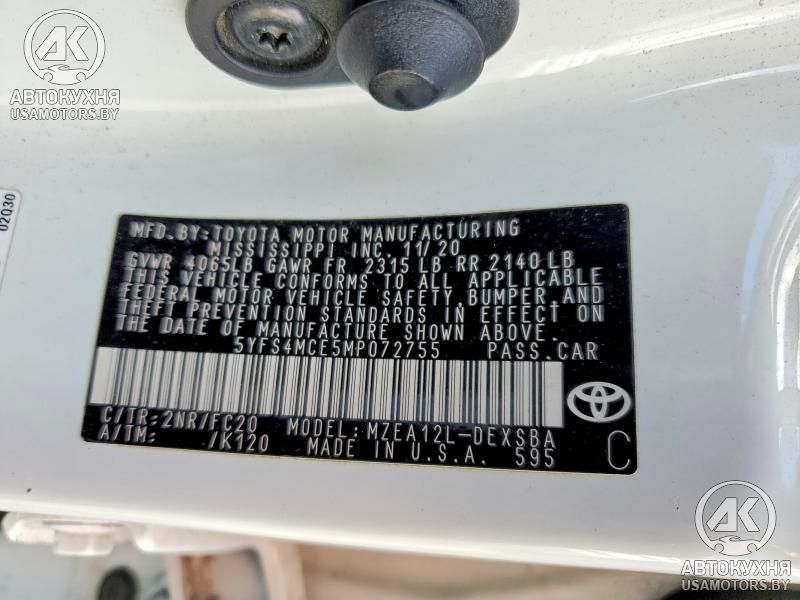 AK
АВТОКУХНЯ
USAMOTORS.BY
02030
MFD. BY: TOYOTA MOTOR MANUFACTURING
MISSISSIPPI INC. 11/20
GVWR 4065LB GAWR FR 2315 LB RR 2140 LB
THIS VEHICLE CONFORMS TO ALL APPLICABLE
FEDERAL MOTOR VEHICLE SAFETY, BUMPER, AND
THEFT PREVENTION STANDARDS IN EFFECT ON
THE DATE OF MANUFACTURE SHOWN ABOVE.
5YFS4MCE5MP072755 PASS. CAR
C/TR: 2NR/FC20 MODEL: MZEA12L-DEXSBA
A/TM: /K120 MADE IN U.S.A. 595 C
AK
АВТОКУХНЯ
USAMOTORS.BY